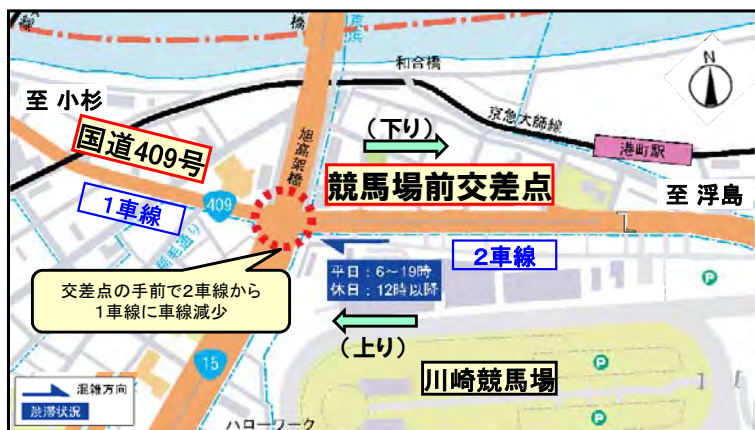 和合橋
N
至 小杉
京急大師線
港町駅
国道409号
旭高架橋
(下り)
競馬場前交差点
至 浮島
1車線
409
稲毛通り
2車線
平日:6~19時
休日:12時以降
交差点の手前で2車線から
1車線に車線減少
P
(上り)
15
川崎競馬場
P
混雑方向
渋滞状況
ハローワーク
P